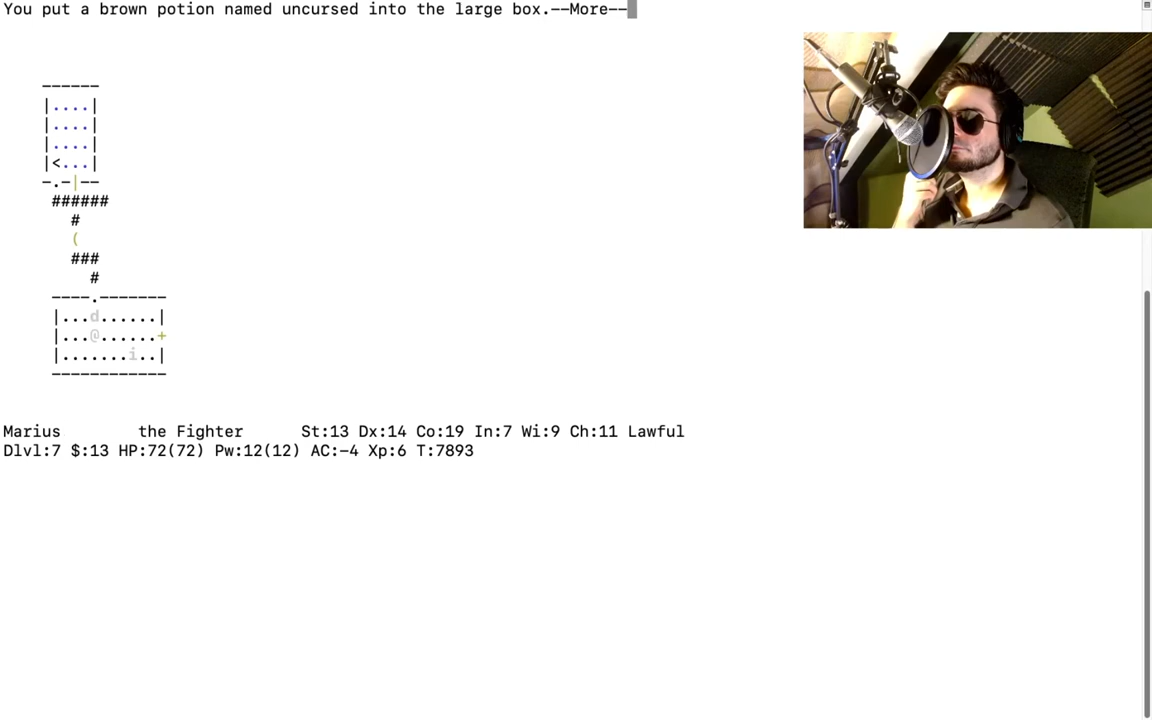 You put a brown potion named uncursed into the large box.--More--
------
|....|
|....|
|....|
|<...|
-.-|--
######
#
(
###
#
----.-------
|...d......|
|...@......+
|.......i..|
------------
Marius the Fighter St:13 Dx:14 Co:19 In:7 Wi:9 Ch:11 Lawful
Dlvl:7 $:13 HP:72(72) Pw:12(12) AC:-4 Xp:6 T:7893